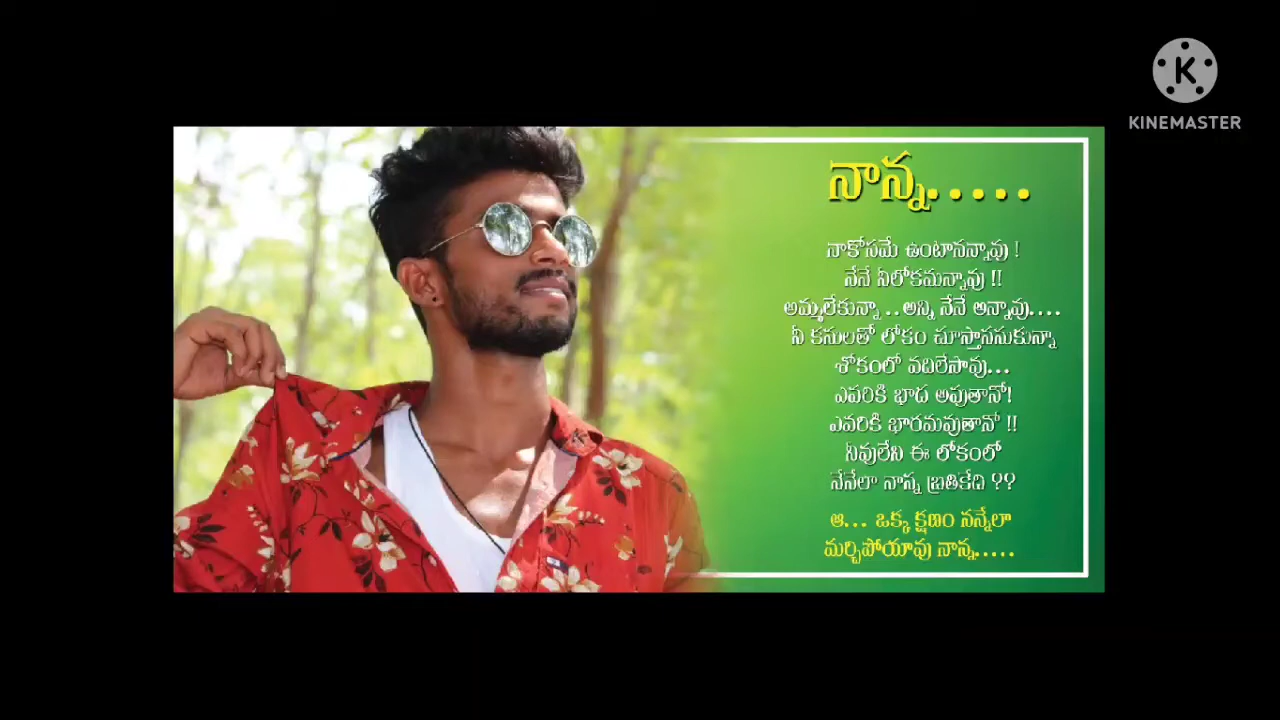 KINEMASTER
నాన్న.....
నాకోసమే ఉంటానన్నావు !
నేనే నీలోకమన్నావు !!
అమ్మలేకున్నా ..అన్ని నేనే అన్నావు....
నీ కనులతో లోకం చూస్తాననుకున్నా
శోకంలో వదిలేసావు...
ఎవరికి భాద అవుతానో!
ఎవరికి భారమవుతానో !!
నీవులేని ఈ లోకంలో
నేనేలా నాన్న బ్రతికేది ??
ఆ... ఒక్క క్షణం నన్నేలా
మర్చిపోయావు నాన్న.....